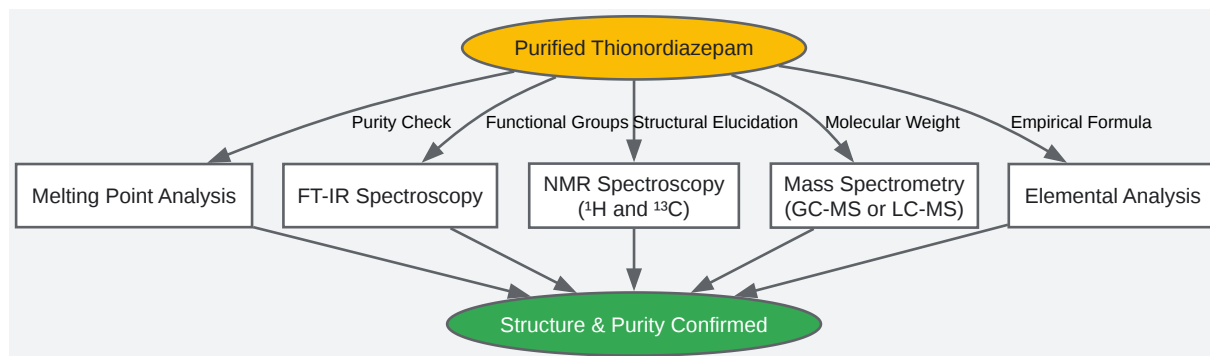 Purified Thionordiazepam
Purity Check
Functional Groups
Structural Elucidation
Molecular Weight
Empirical Formula
Melting Point Analysis
FT-IR Spectroscopy
NMR Spectroscopy
(¹H and ¹³C)
Mass Spectrometry
(GC-MS or LC-MS)
Elemental Analysis
Structure & Purity Confirmed